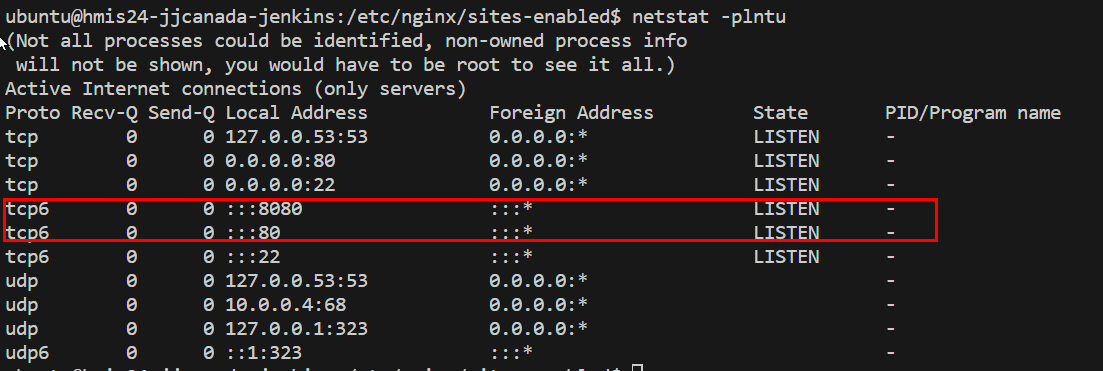 ubuntu@hmis24-jjcanada-jenkins:/etc/nginx/sites-enabled$ netstat -plntu
(Not all processes could be identified, non-owned process info
 will not be shown, you would have to be root to see it all.)
Active Internet connections (only servers)
Proto Recv-Q Send-Q Local Address           Foreign Address         State       PID/Program name
tcp        0      0 127.0.0.53:53           0.0.0.0:*               LISTEN      -
tcp        0      0 0.0.0.0:80              0.0.0.0:*               LISTEN      -
tcp        0      0 0.0.0.0:22              0.0.0.0:*               LISTEN      -
tcp6       0      0 :::8080                 :::*                    LISTEN      -
tcp6       0      0 :::80                   :::*                    LISTEN      -
tcp6       0      0 :::22                   :::*                    LISTEN      -
udp        0      0 127.0.0.53:53           0.0.0.0:*                           -
udp        0      0 10.0.0.4:68             0.0.0.0:*                           -
udp        0      0 127.0.0.1:323           0.0.0.0:*                           -
udp6       0      0 ::1:323                 :::*                                -